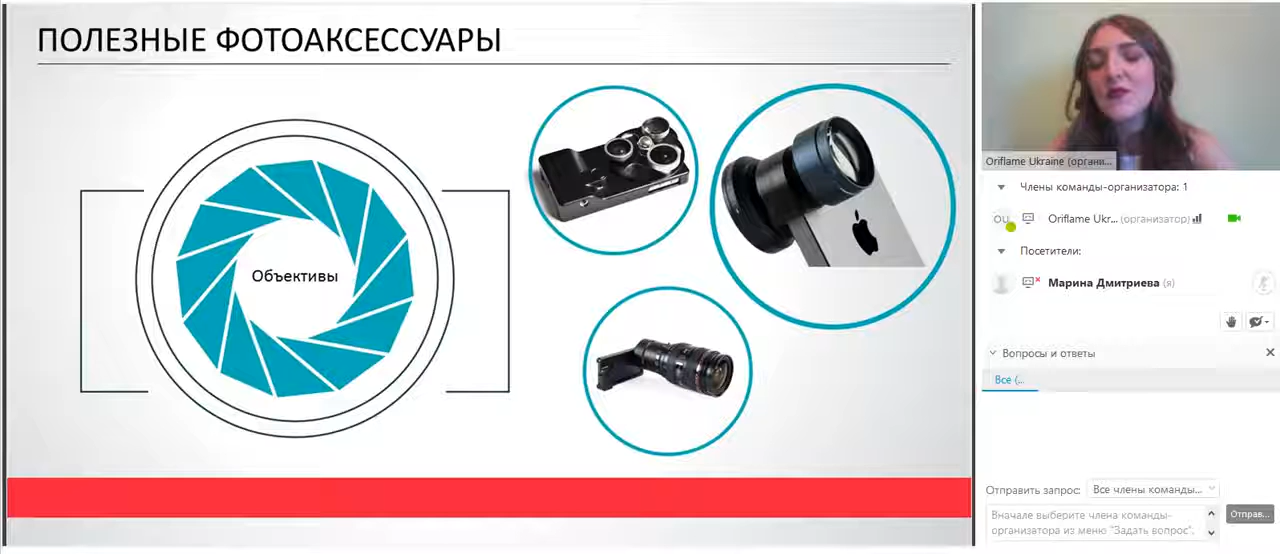 ПОЛЕЗНЫЕ ФОТОАКСЕССУАРЫ
Объективы
Oriflame Ukraine (органи...
Члены команды-организатора: 1
OU
Oriflame Ukr... (организатор)
Посетители:
Марина Дмитриева (я)
Вопросы и ответы
Все (...
Отправить запрос:
Все члены команды...
Вначале выберите члена команды-
организатора из меню "Задать вопрос".
Отправ...